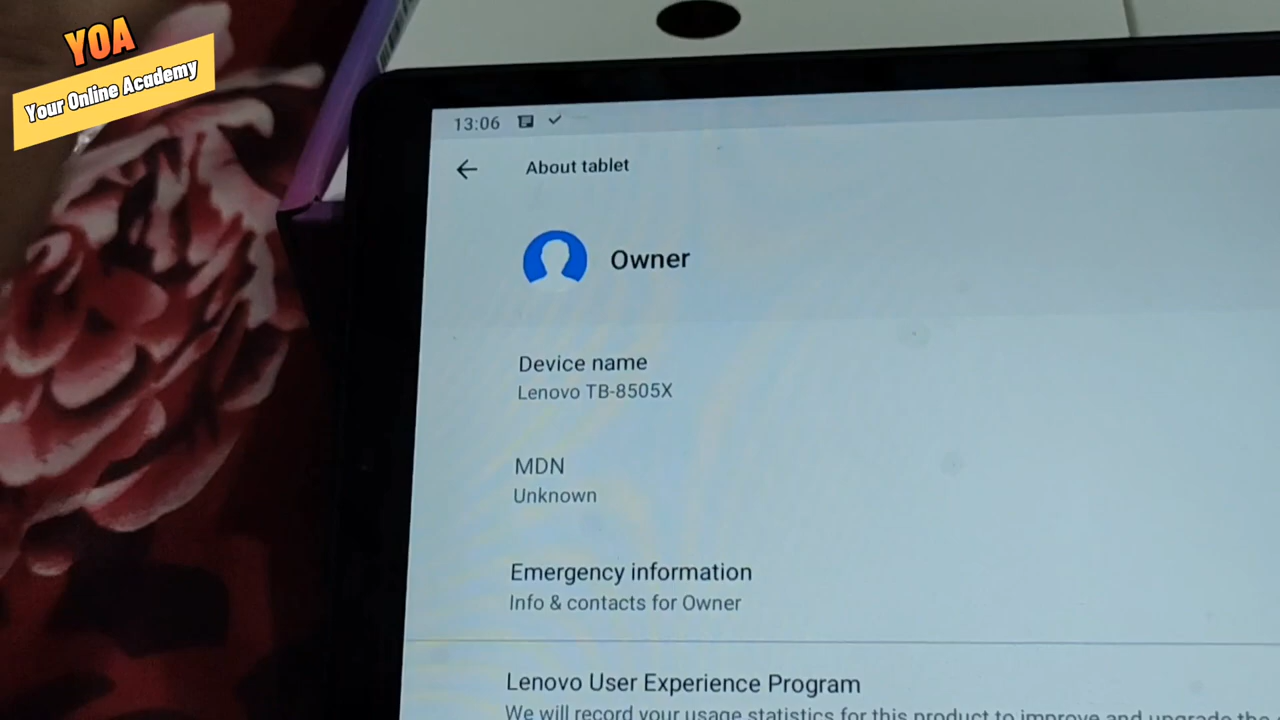 YOA
Your Online Academy
13:06
About tablet
Owner
Device name
Lenovo TB-8505X
MDN
Unknown
Emergency information
Info & contacts for Owner
Lenovo User Experience Program
We will record your usage statistics for this product to improve and upgrade the